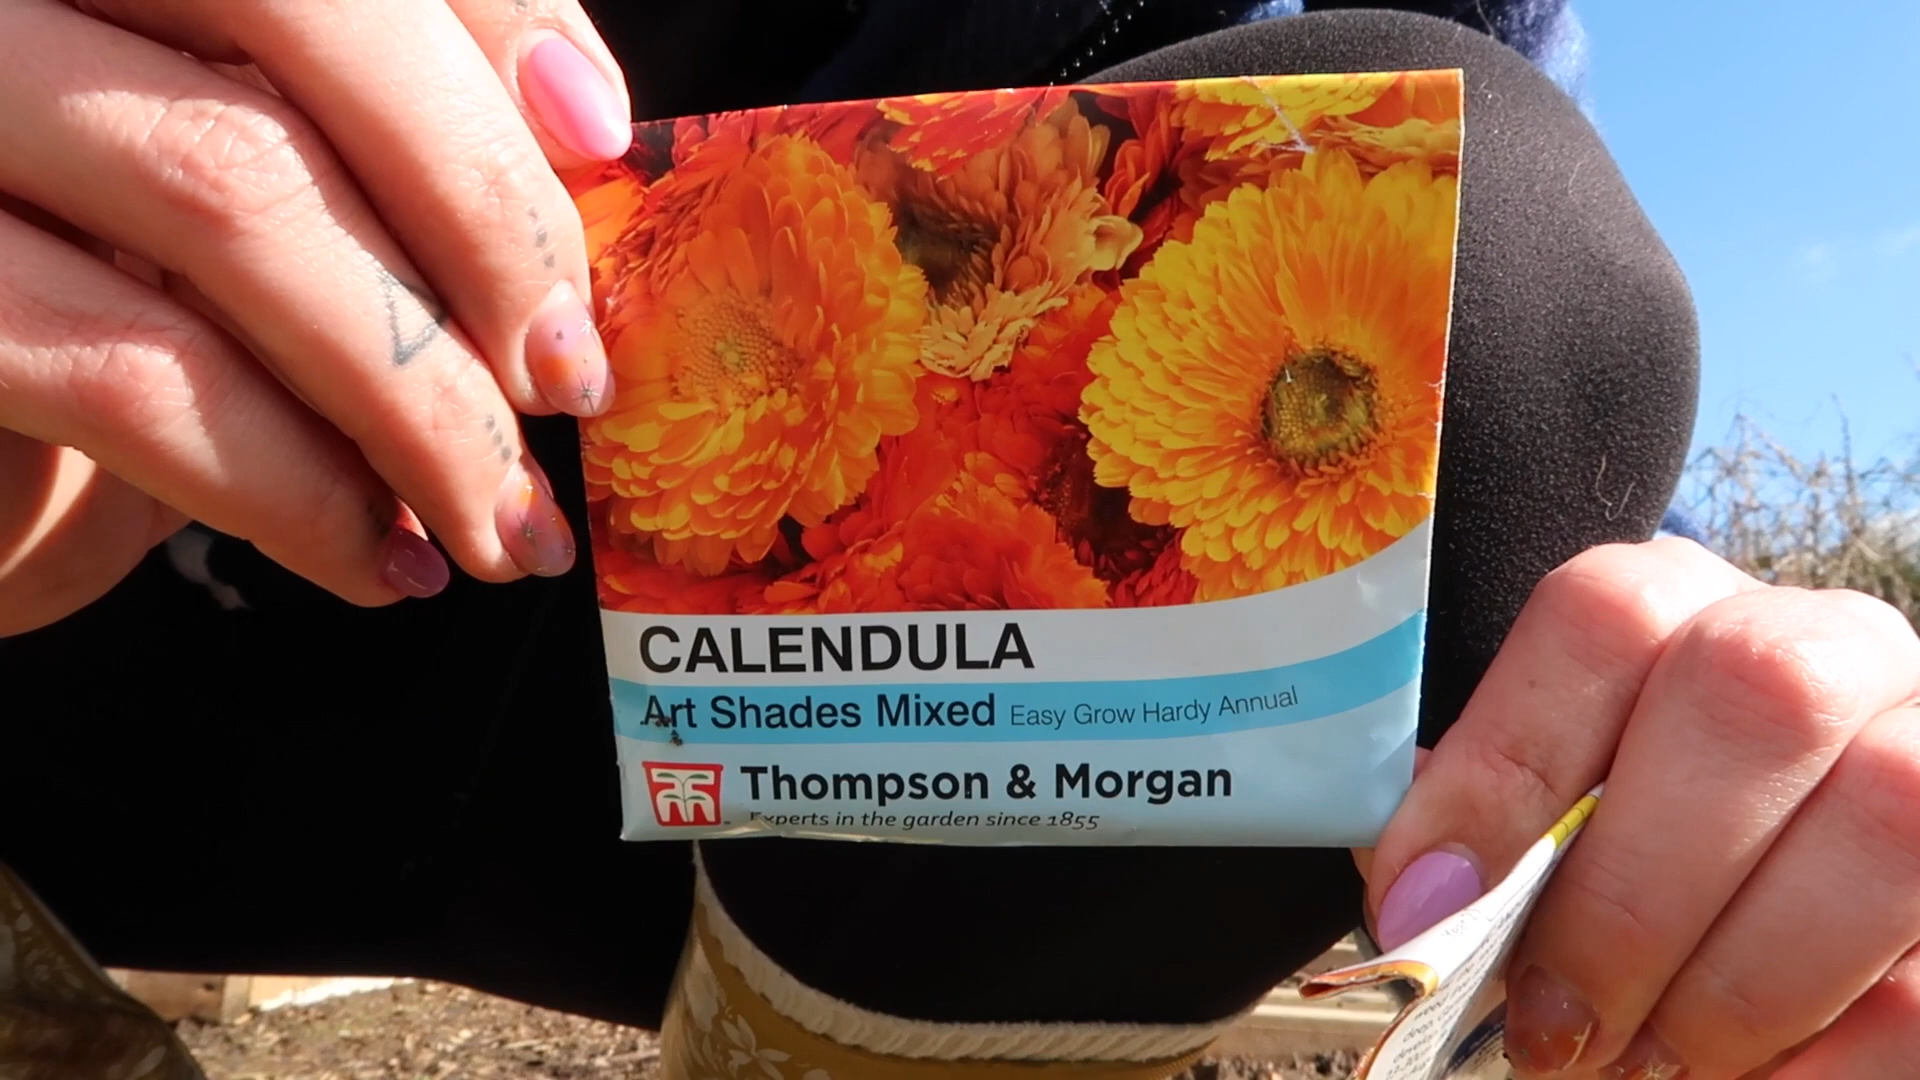 CALENDULA
Art Shades Mixed Easy Grow Hardy Annual
Thompson & Morgan
Experts in the garden since 1855